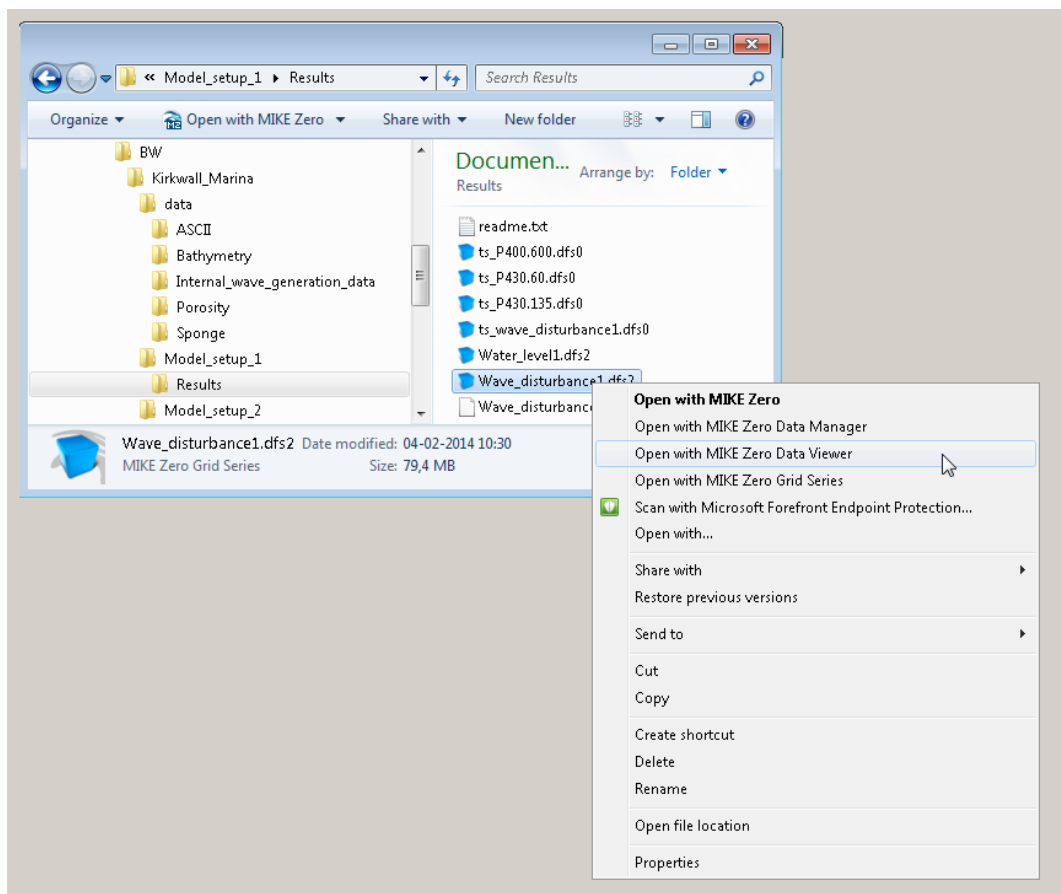 « Model_setup_1 ▸ Results
Search Results
Organize
Open with MIKE Zero
Share with
New folder
BW
Kirkwall_Marina
data
ASCII
Bathymetry
Internal_wave_generation_data
Porosity
Sponge
Model_setup_1
Results
Model_setup_2
Documen...
Results
Arrange by: Folder
readme.txt
ts_P400.600.dfs0
ts_P430.60.dfs0
ts_P430.135.dfs0
ts_wave_disturbance1.dfs0
Water_level1.dfs2
Wave_disturbance1.dfs2
Wave_disturbanc
Wave_disturbance1.dfs2 Date modified: 04-02-2014 10:30
MIKE Zero Grid Series Size: 79,4 MB
Open with MIKE Zero
Open with MIKE Zero Data Manager
Open with MIKE Zero Data Viewer
Open with MIKE Zero Grid Series
Scan with Microsoft Forefront Endpoint Protection...
Open with...
Share with
Restore previous versions
Send to
Cut
Copy
Create shortcut
Delete
Rename
Open file location
Properties